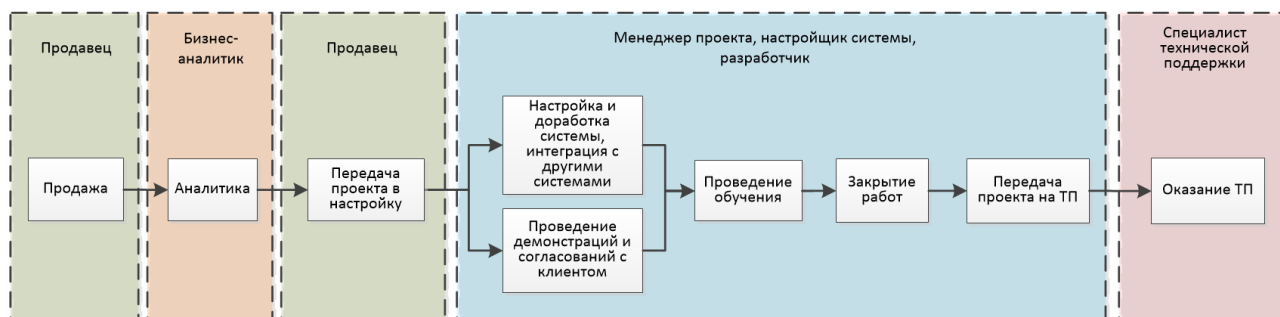 Продавец
Бизнес-
аналитик
Продавец
Менеджер проекта, настройщик системы,
разработчик
Специалист
технической
поддержки
Продажа
Аналитика
Передача
проекта в
настройку
Настройка и
доработка
системы,
интеграция с
другими
системами
Проведение
демонстраций и
согласований с
клиентом
Проведение
обучения
Закрытие
работ
Передача
проекта на ТП
Оказание ТП